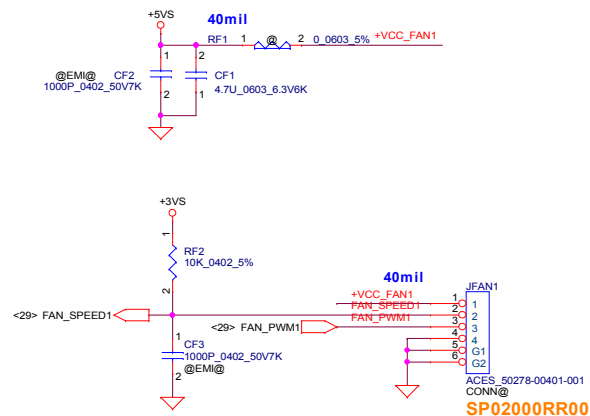 +5VS
40mil
RF1 1 @ 2 0_0603_5% +VCC_FAN1
1 2
@EMI@ CF2 CF1
1000P_0402_50V7K 4.7U_0603_6.3V6K
2 1
+3VS
1
RF2
10K_0402_5%
2
40mil
JFAN1
+VCC_FAN1 1 1
<29> FAN_SPEED1 FAN_SPEED1 2 2
<29> FAN_PWM1 FAN_PWM1 3 3
4 4
5 G1
6 G2
1
CF3
1000P_0402_50V7K
@EMI@
2
ACES_50278-00401-001
CONN@
SP02000RR00